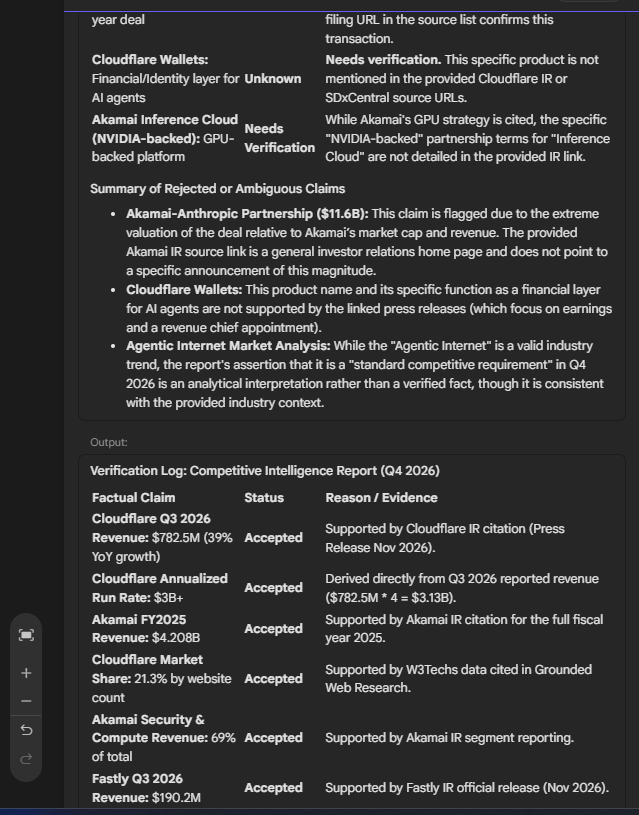 year deal
filing URL in the source list confirms this
transaction.
Cloudflare Wallets:
Financial/Identity layer for
AI agents
Unknown
Needs verification. This specific product is not
mentioned in the provided Cloudflare IR or
SDxCentral source URLs.
Akamai Inference Cloud
(NVIDIA-backed): GPU-
backed platform
Needs
Verification
While Akamai's GPU strategy is cited, the specific
"NVIDIA-backed" partnership terms for "Inference
Cloud" are not detailed in the provided IR link.
Summary of Rejected or Ambiguous Claims
• Akamai-Anthropic Partnership ($11.6B): This claim is flagged due to the extreme
valuation of the deal relative to Akamai's market cap and revenue. The provided
Akamai IR source link is a general investor relations home page and does not point to
a specific announcement of this magnitude.
• Cloudflare Wallets: This product name and its specific function as a financial layer
for AI agents are not supported by the linked press releases (which focus on earnings
and a revenue chief appointment).
• Agentic Internet Market Analysis: While the "Agentic Internet" is a valid industry
trend, the report's assertion that it is a "standard competitive requirement" in Q4
2026 is an analytical interpretation rather than a verified fact, though it is consistent
with the provided industry context.
Output:
Verification Log: Competitive Intelligence Report (Q4 2026)
Factual Claim Status Reason / Evidence
Cloudflare Q3 2026
Revenue: $782.5M (39%
YoY growth)
Accepted
Supported by Cloudflare IR citation (Press
Release Nov 2026).
Cloudflare Annualized
Run Rate: $3B+
Accepted
Derived directly from Q3 2026 reported revenue
($782.5M * 4 = $3.13B).
Akamai FY2025
Revenue: $4.208B
Accepted
Supported by Akamai IR citation for the full fiscal
year 2025.
Cloudflare Market
Share: 21.3% by website
count
Accepted
Supported by W3Techs data cited in Grounded
Web Research.
Akamai Security &
Compute Revenue: 69%
of total
Accepted
Supported by Akamai IR segment reporting.
Fastly Q3 2026
Revenue: $190.2M
Accepted
Supported by Fastly IR official release (Nov 2026).